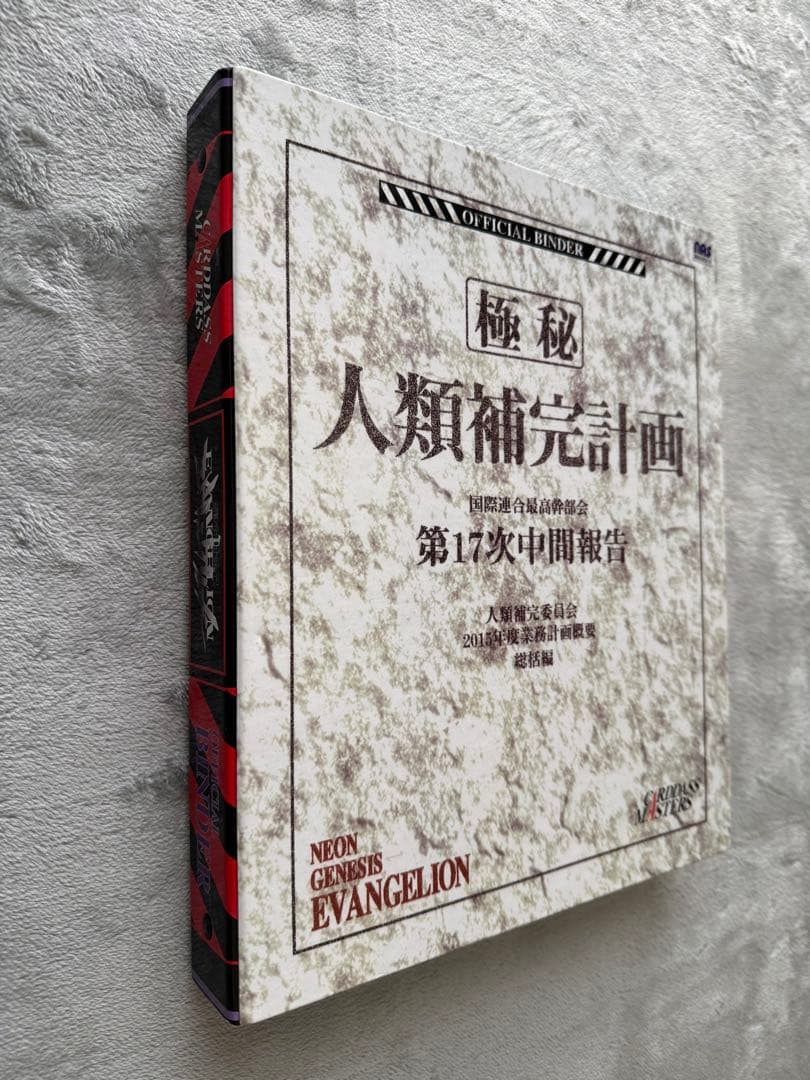 OFFICIAL BINDER
nas
極秘
人類補完計画
国際連合最高幹部会
第17次中間報告
人類補完委員会
2015年度業務計画概要
総括編
CARDDASS
MASTERS
NEON
GENESIS
EVANGELION
CARDDASS
MASTERS
EVANGELION
OFFICIAL
BINDER